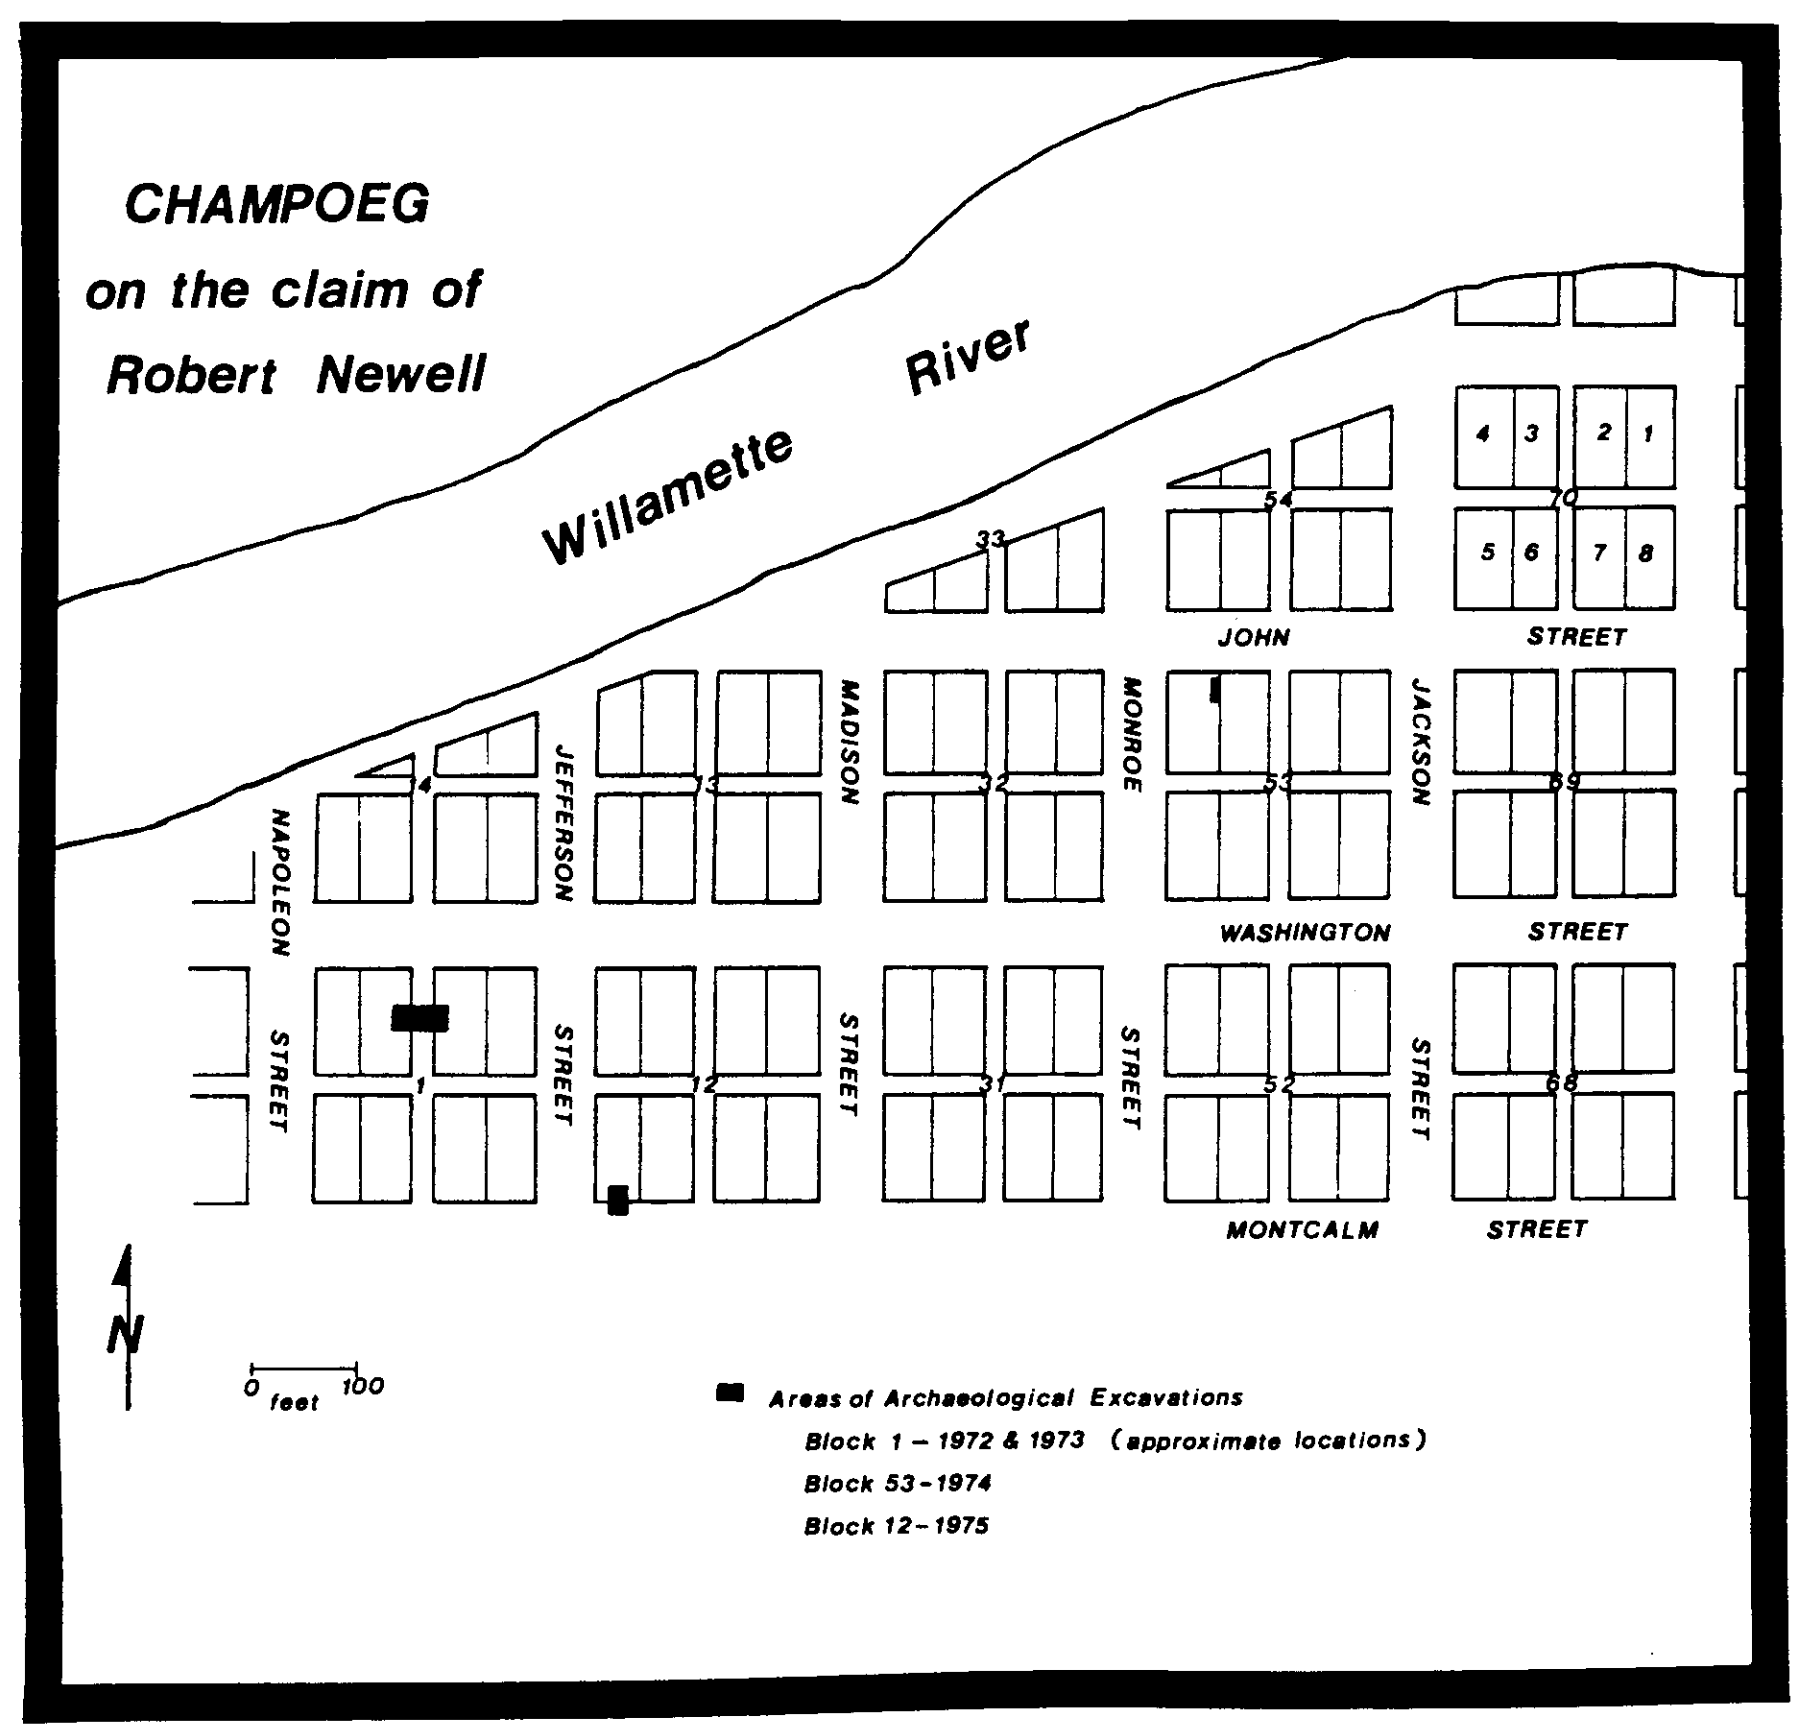 CHAMPOEG
on the claim of
Robert Newell
Willamette River
4 3 2 1
54 70
33
5 6 7 8
JOHN STREET
NAPOLEON STREET
JEFFERSON STREET
MADISON STREET
MONROE STREET
JACKSON STREET
14 13 32 53 69
WASHINGTON STREET
1 12 31 52 68
MONTCALM STREET
N
0 100
feet
Areas of Archaeological Excavations
Block 1 – 1972 & 1973 (approximate locations)
Block 53-1974
Block 12-1975